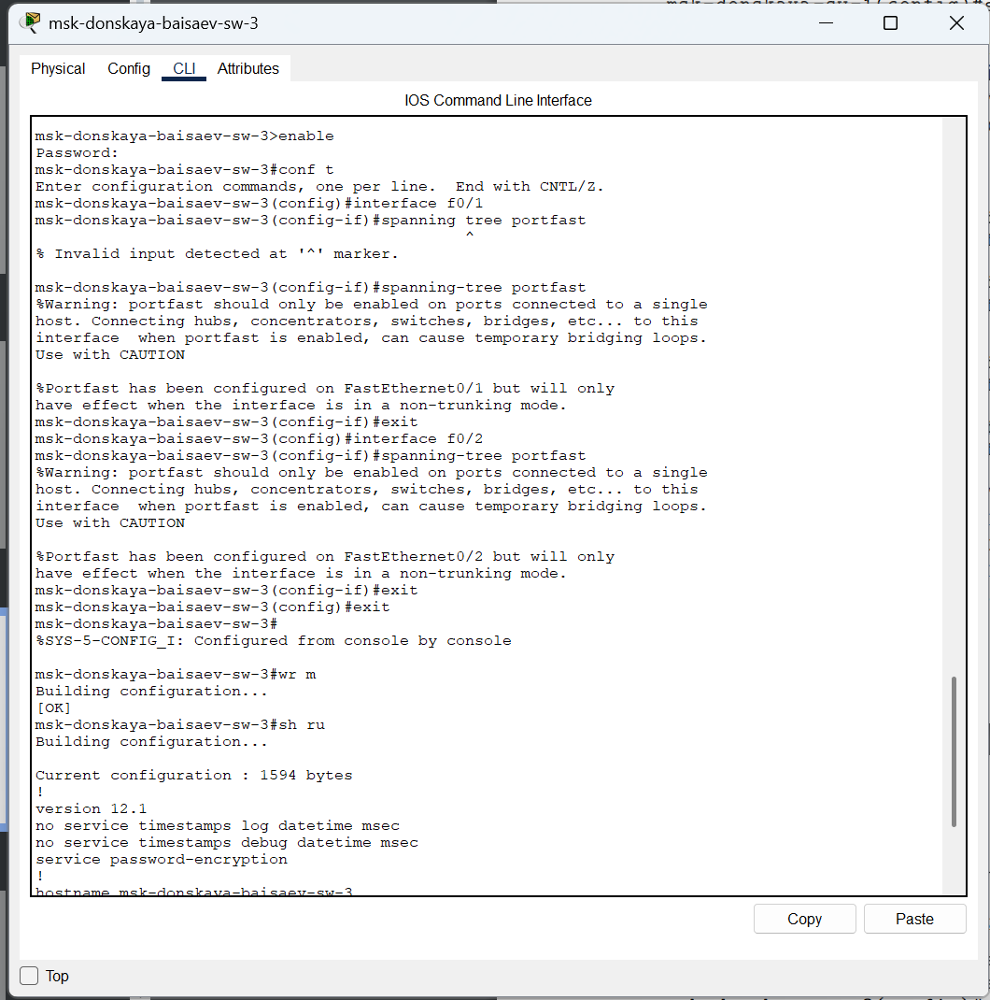 msk-donskaya-baisaev-sw-3
Physical Config CLI Attributes
IOS Command Line Interface
msk-donskaya-baisaev-sw-3>enable
Password:
msk-donskaya-baisaev-sw-3#conf t
Enter configuration commands, one per line.  End with CNTL/Z.
msk-donskaya-baisaev-sw-3(config)#interface f0/1
msk-donskaya-baisaev-sw-3(config-if)#spanning tree portfast
^
% Invalid input detected at '^' marker.
msk-donskaya-baisaev-sw-3(config-if)#spanning-tree portfast
%Warning: portfast should only be enabled on ports connected to a single
host. Connecting hubs, concentrators, switches, bridges, etc... to this
interface  when portfast is enabled, can cause temporary bridging loops.
Use with CAUTION
%Portfast has been configured on FastEthernet0/1 but will only
have effect when the interface is in a non-trunking mode.
msk-donskaya-baisaev-sw-3(config-if)#exit
msk-donskaya-baisaev-sw-3(config)#interface f0/2
msk-donskaya-baisaev-sw-3(config-if)#spanning-tree portfast
%Warning: portfast should only be enabled on ports connected to a single
host. Connecting hubs, concentrators, switches, bridges, etc... to this
interface  when portfast is enabled, can cause temporary bridging loops.
Use with CAUTION
%Portfast has been configured on FastEthernet0/2 but will only
have effect when the interface is in a non-trunking mode.
msk-donskaya-baisaev-sw-3(config-if)#exit
msk-donskaya-baisaev-sw-3(config)#exit
msk-donskaya-baisaev-sw-3#
%SYS-5-CONFIG_I: Configured from console by console
msk-donskaya-baisaev-sw-3#wr m
Building configuration...
[OK]
msk-donskaya-baisaev-sw-3#sh ru
Building configuration...
Current configuration : 1594 bytes
!
version 12.1
no service timestamps log datetime msec
no service timestamps debug datetime msec
service password-encryption
!
hostname msk-donskaya-baisaev-sw-3
Copy Paste
Top